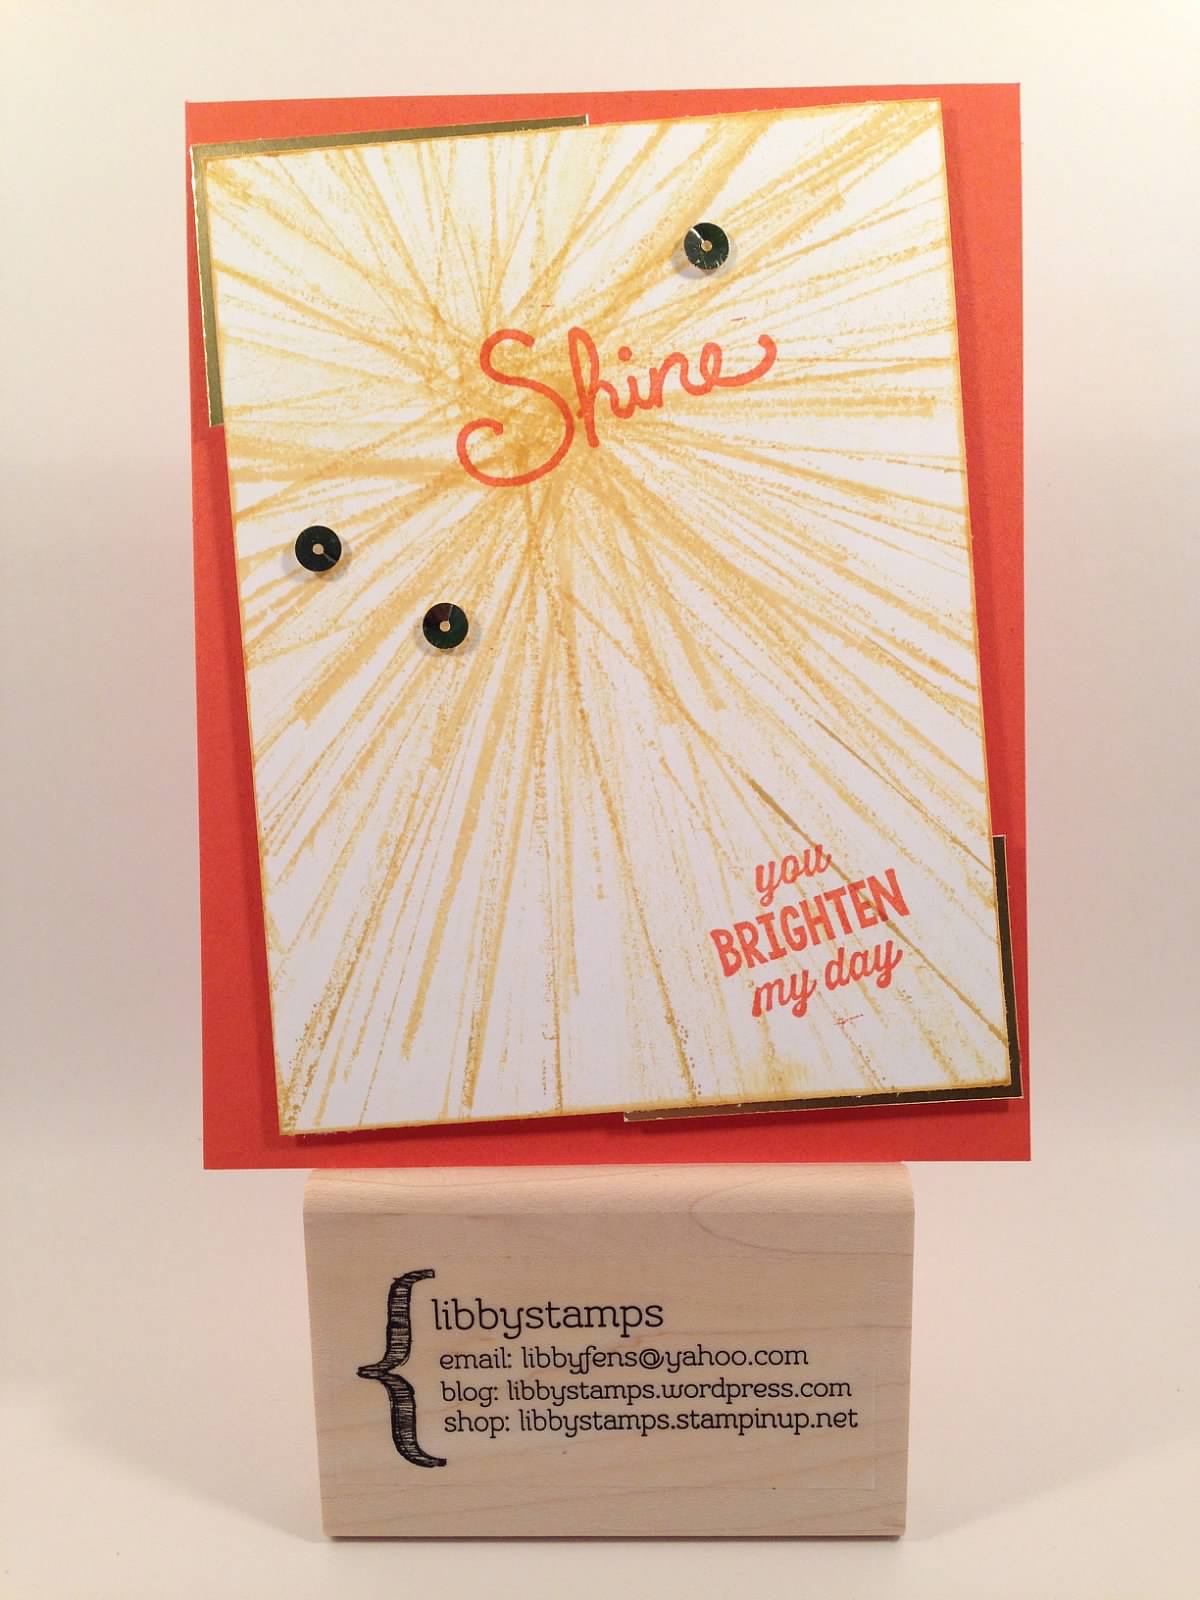 Shine
you
BRIGHTEN
my day
libbystamps
email: libbyfens@yahoo.com
blog: libbystamps.wordpress.com
shop: libbystamps.stampinup.net